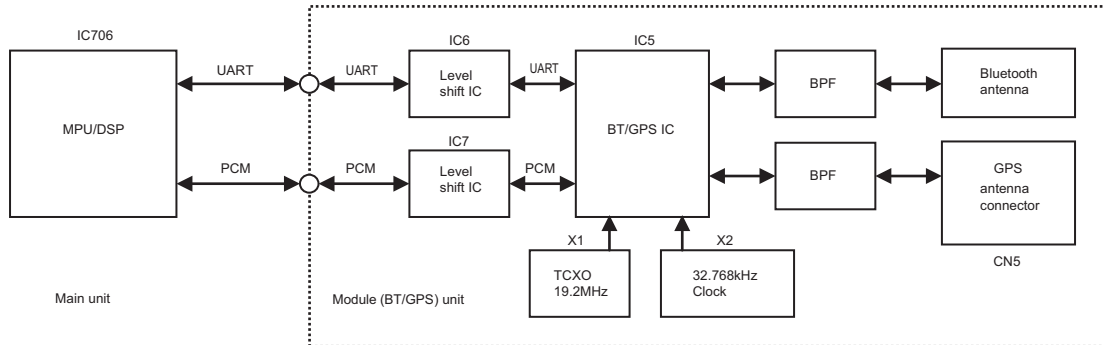 IC706
MPU/DSP
UART
PCM
Main unit
UART
PCM
IC6
Level
shift IC
IC7
Level
shift IC
UART
PCM
IC5
BT/GPS IC
X1
TCXO
19.2MHz
X2
32.768kHz
Clock
BPF
BPF
Bluetooth
antenna
GPS
antenna
connector
CN5
Module (BT/GPS) unit